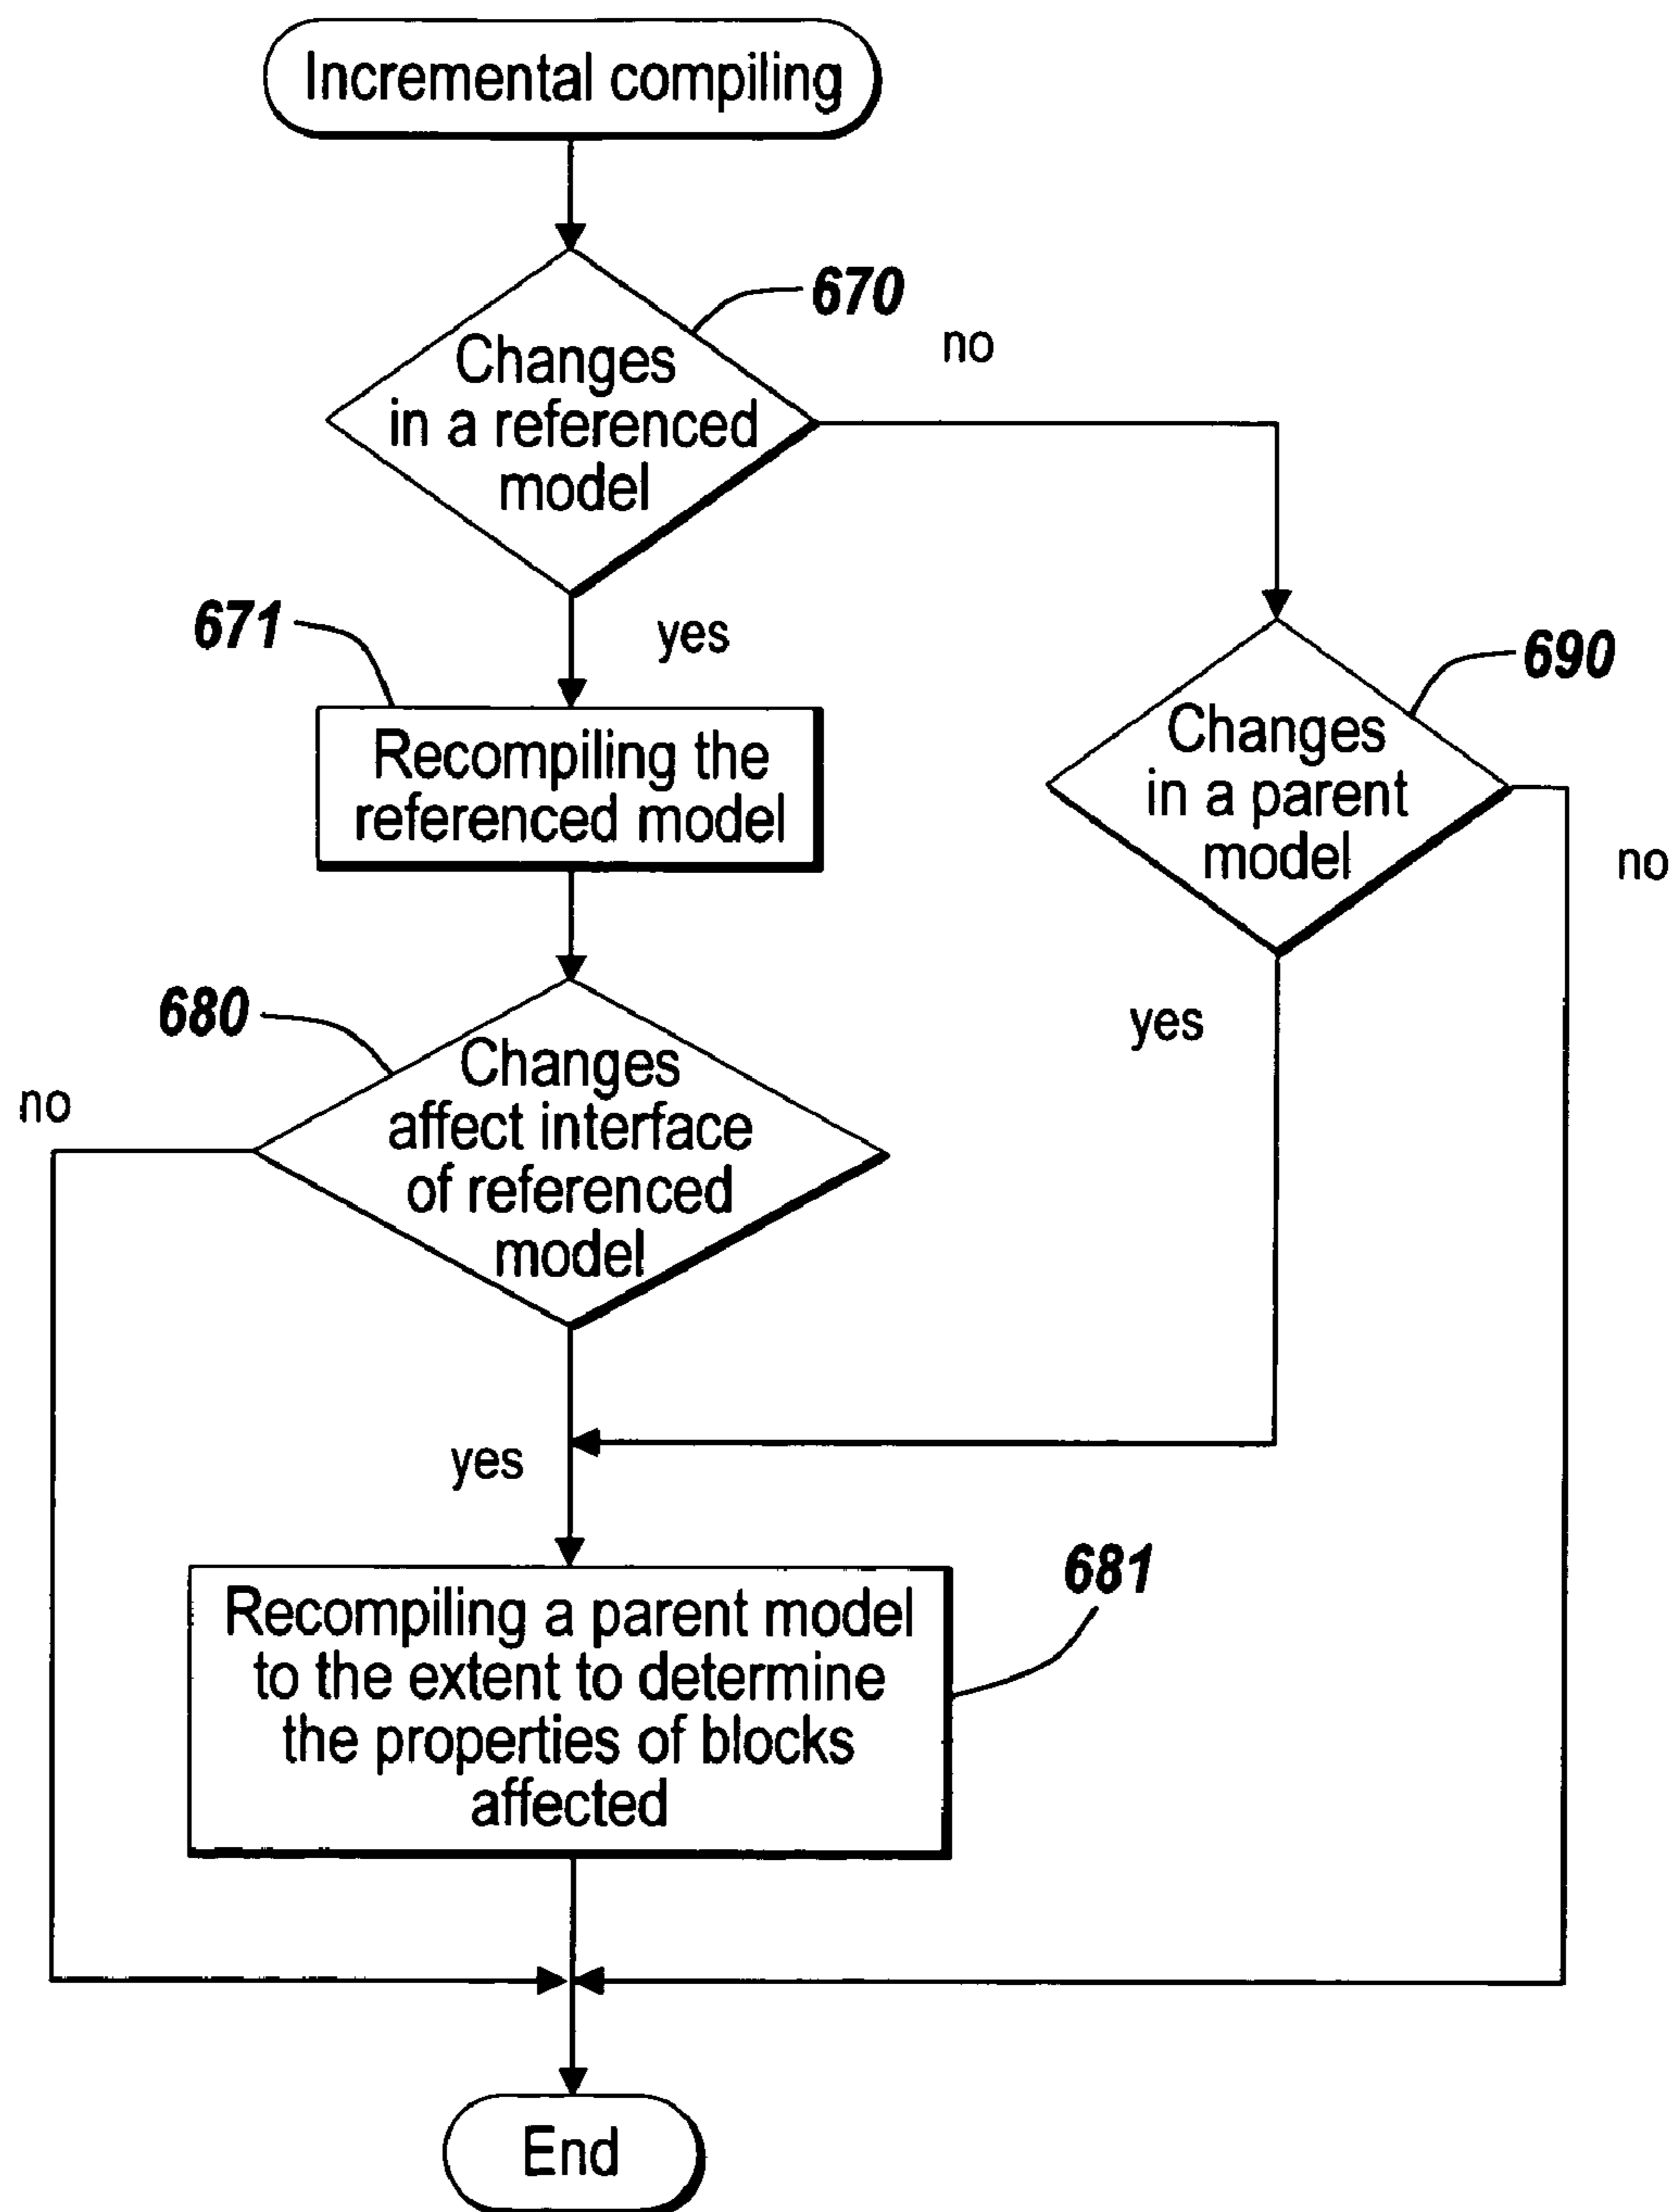 Incremental compiling
670
no
Changes
in a referenced
model
671
yes
690
Recompiling the
referenced model
Changes
in a parent
model
no
680
yes
Changes
affect interface
of referenced
model
no
yes
681
Recompiling a parent model
to the extent to determine
the properties of blocks
affected
End